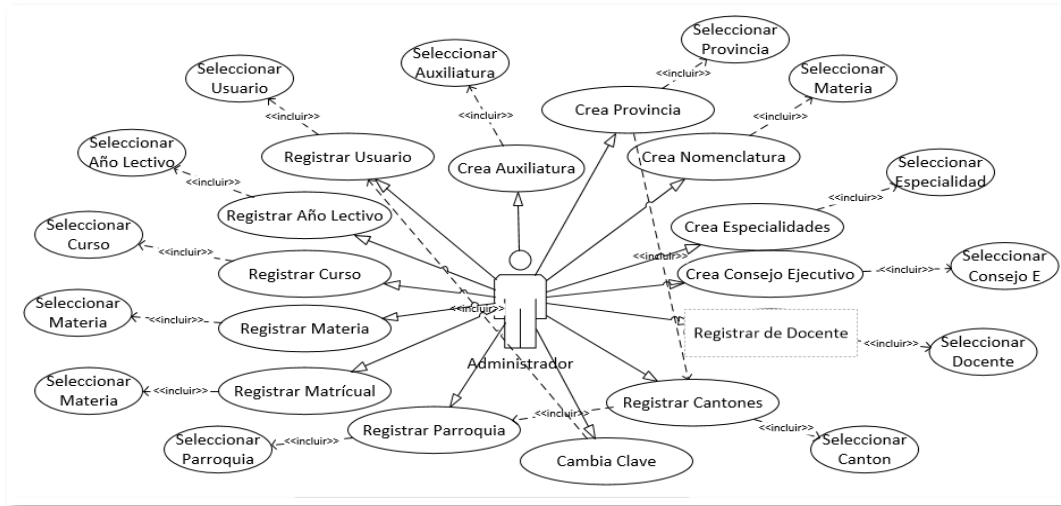 Seleccionar
Provincia
<<incluir>>
Crea Provincia
Seleccionar
Auxiliatura
<<incluir>>
Crea Auxiliatura
Seleccionar
Usuario
<<incluir>>
Registrar Usuario
Seleccionar
Materia
<<incluir>>
Crea Nomenclatura
Seleccionar
Año Lectivo
<<incluir>>
Registrar Año Lectivo
Seleccionar
Especialidad
<<incluir>>
Crea Especialidades
<<incluir>>
Seleccionar
Curso
<<incluir>>
Registrar Curso
Crea Consejo Ejecutivo
<<incluir>>
Seleccionar
Consejo E
Seleccionar
Materia
<<incluir>>
Registrar Materia
<<incluir>>
Administrador
Registrar de Docente
<<incluir>>
Seleccionar
Docente
Seleccionar
Materia
<<incluir>>
Registrar Matrícual
Registrar Cantones
<<incluir>>
Seleccionar
Canton
<<incluir>>
Registrar Parroquia
<<incluir>>
Seleccionar
Parroquia
Cambia Clave